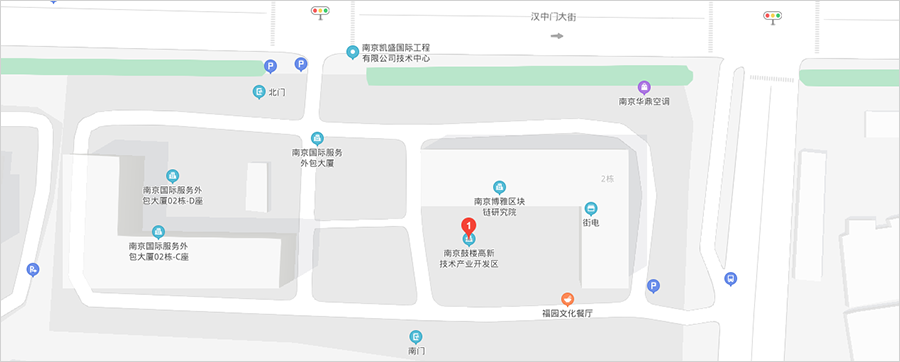 汉中门大街
南京凯盛国际工程
有限公司技术中心
P
P
北门
南京华鼎空调
南京国际服务
外包大厦
南京国际服务外
包大厦02栋-D座
2栋
南京博雅区块
链研究院
街电
1
南京国际服务外
包大厦02栋-C座
南京鼓楼高新
技术产业开发区
P
P
福园文化餐厅
南门